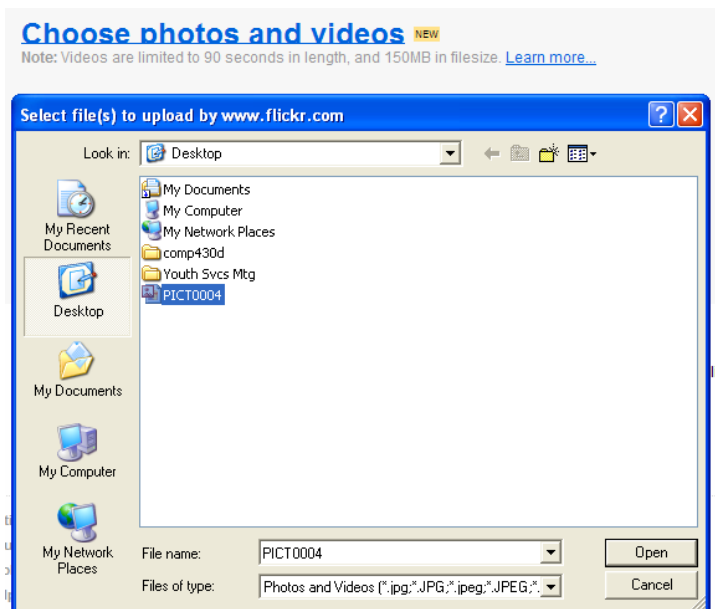 Choose photos and videos NEW
Note: Videos are limited to 90 seconds in length, and 150MB in filesize. Learn more...
Select file(s) to upload by www.flickr.com
Look in: Desktop
My Recent
Documents
Desktop
My Documents
My Computer
My Network
Places
My Documents
My Computer
My Network Places
comp430d
Youth Svcs Mtg
PICT0004
File name: PICT0004 Open
Files of type: Photos and Videos (*.jpg;*.JPG;*.jpeg;*.JPEG;*. Cancel